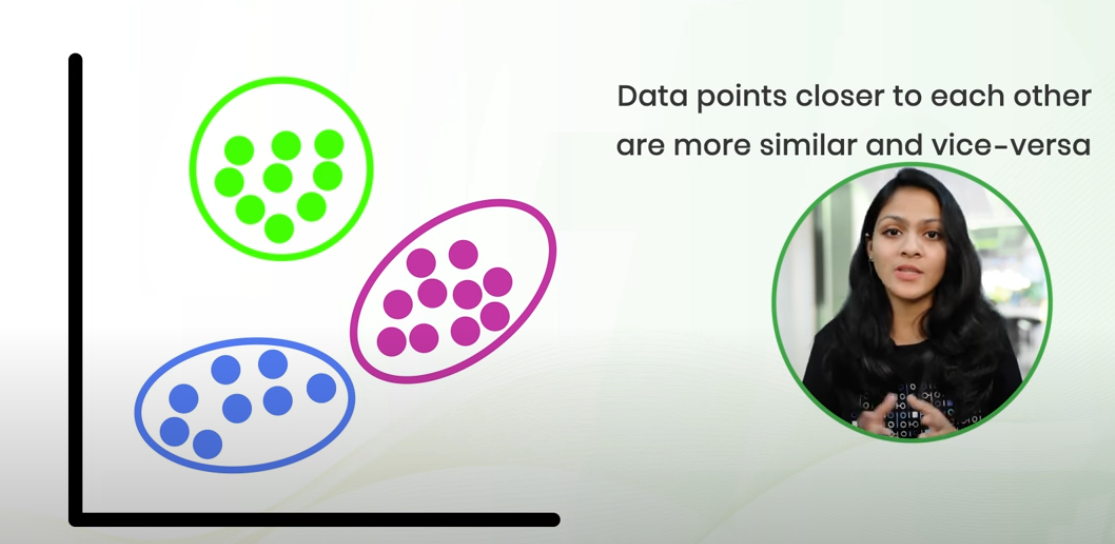 Data points closer to each other
are more similar and vice-versa